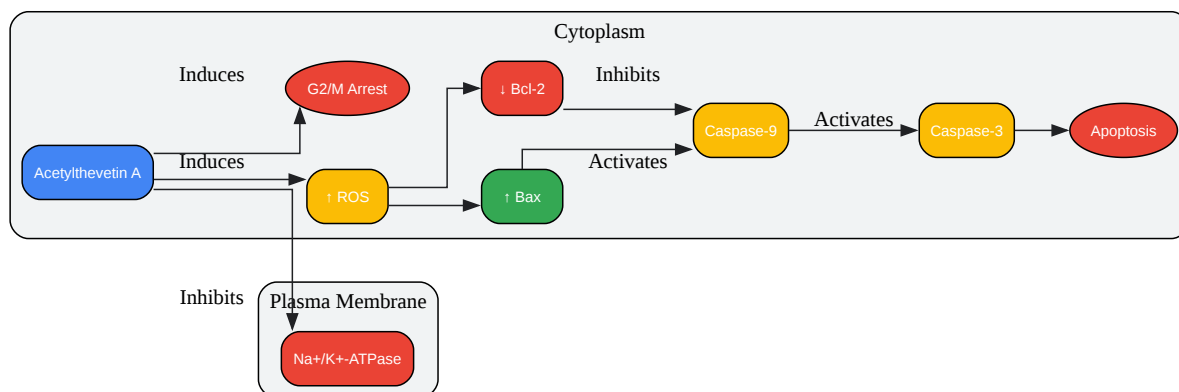 Cytoplasm
Induces
G2/M Arrest
↓ Bcl-2
Inhibits
Caspase-9
Activates
Caspase-3
Apoptosis
Acetylthevetin A
Induces
↑ ROS
↑ Bax
Activates
Inhibits
Plasma Membrane
Na+/K+-ATPase